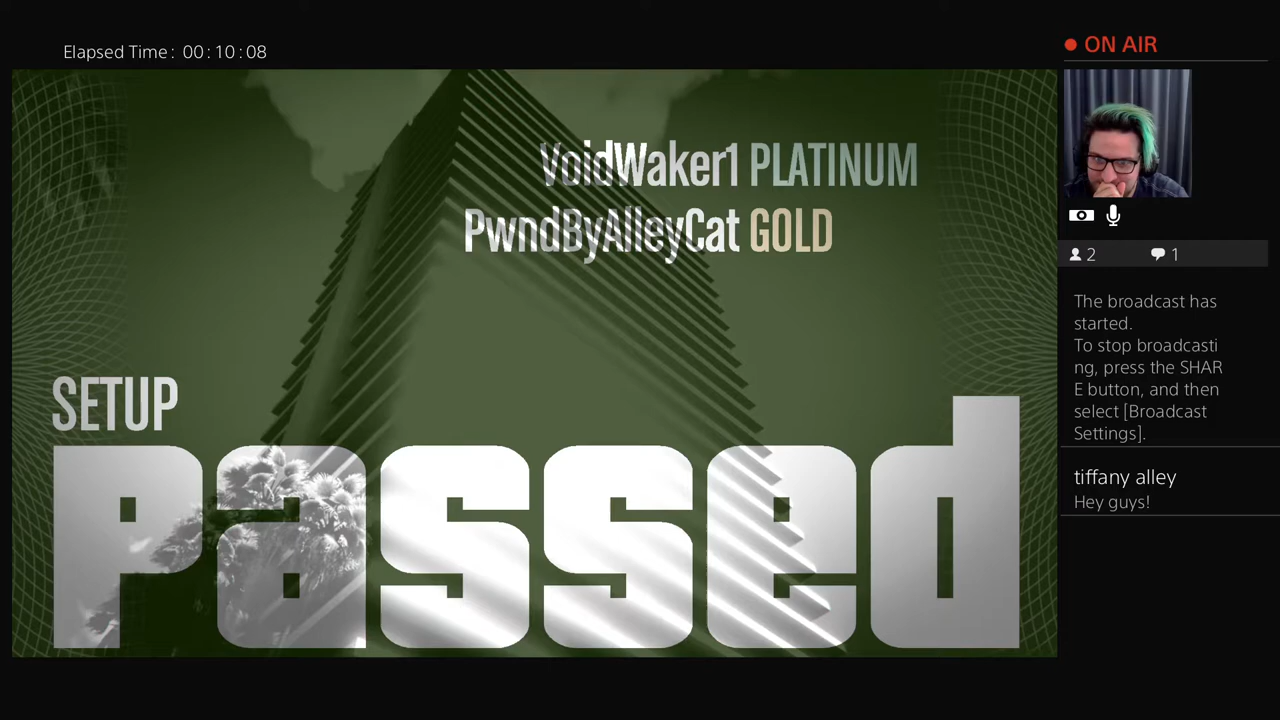 Elapsed Time: 00:10:08
ON AIR
VoidWaker1 PLATINUM
PwndByAlleyCat GOLD
SETUP
Passed
2
1
The broadcast has
started.
To stop broadcasti
ng, press the SHAR
E button, and then
select [Broadcast
Settings].
tiffany alley
Hey guys!